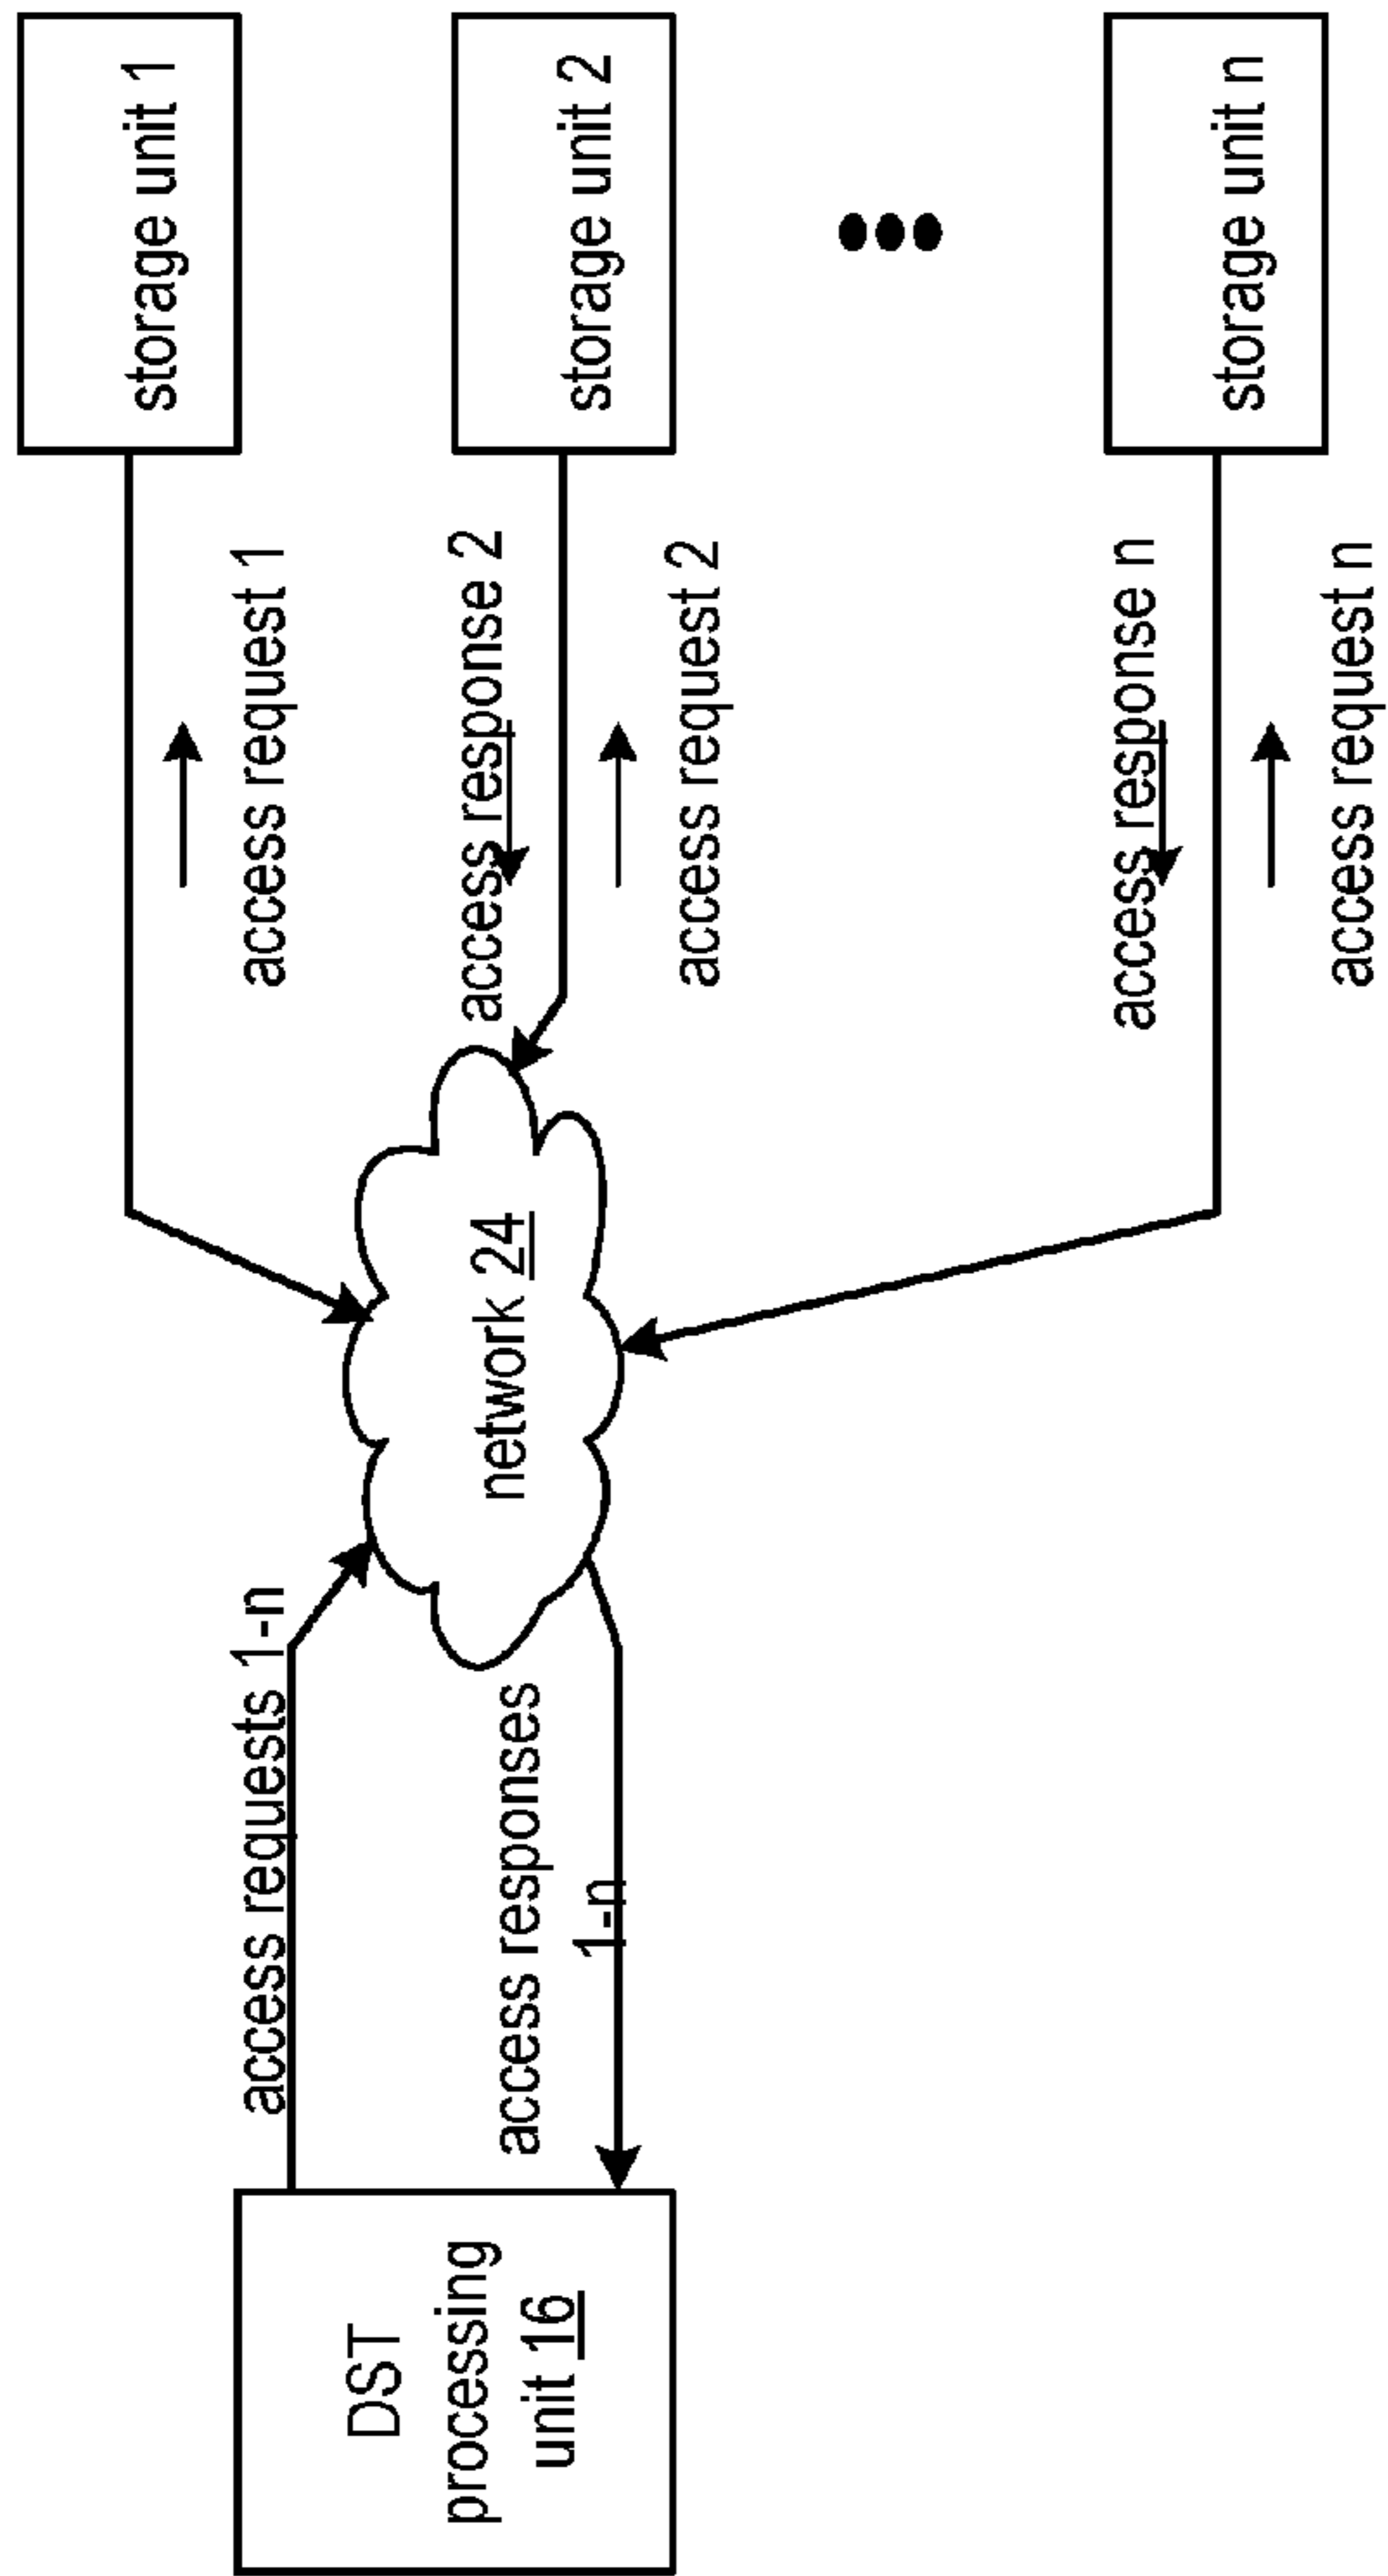 DST
processing
unit 16
access requests 1-n
access responses
1-n
network 24
access request 1
access response 2
access request 2
access response n
access request n
storage unit 1
storage unit 2
storage unit n